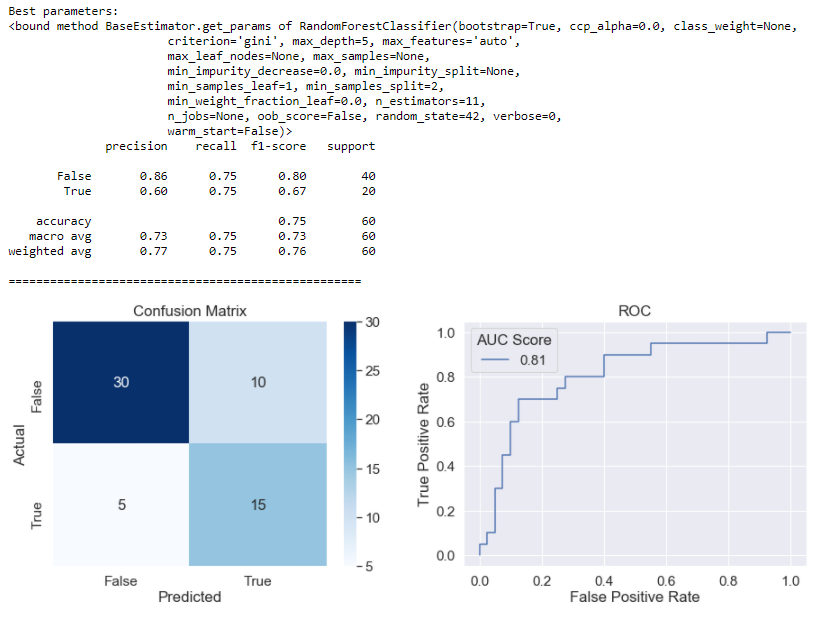 Best parameters:
<bound method BaseEstimator.get_params of RandomForestClassifier(bootstrap=True, ccp_alpha=0.0, class_weight=None,
criterion='gini', max_depth=5, max_features='auto',
max_leaf_nodes=None, max_samples=None,
min_impurity_decrease=0.0, min_impurity_split=None,
min_samples_leaf=1, min_samples_split=2,
min_weight_fraction_leaf=0.0, n_estimators=11,
n_jobs=None, oob_score=False, random_state=42, verbose=0,
warm_start=False)>
precision recall f1-score support
False 0.86 0.75 0.80 40
True 0.60 0.75 0.67 20
accuracy 0.75 60
macro avg 0.73 0.75 0.73 60
weighted avg 0.77 0.75 0.76 60
===================================================
Confusion Matrix
Actual
False
True
30 10
5 15
False True
Predicted
30
25
20
15
10
5
ROC
AUC Score
0.81
True Positive Rate
1.0
0.8
0.6
0.4
0.2
0.0
0.0 0.2 0.4 0.6 0.8 1.0
False Positive Rate